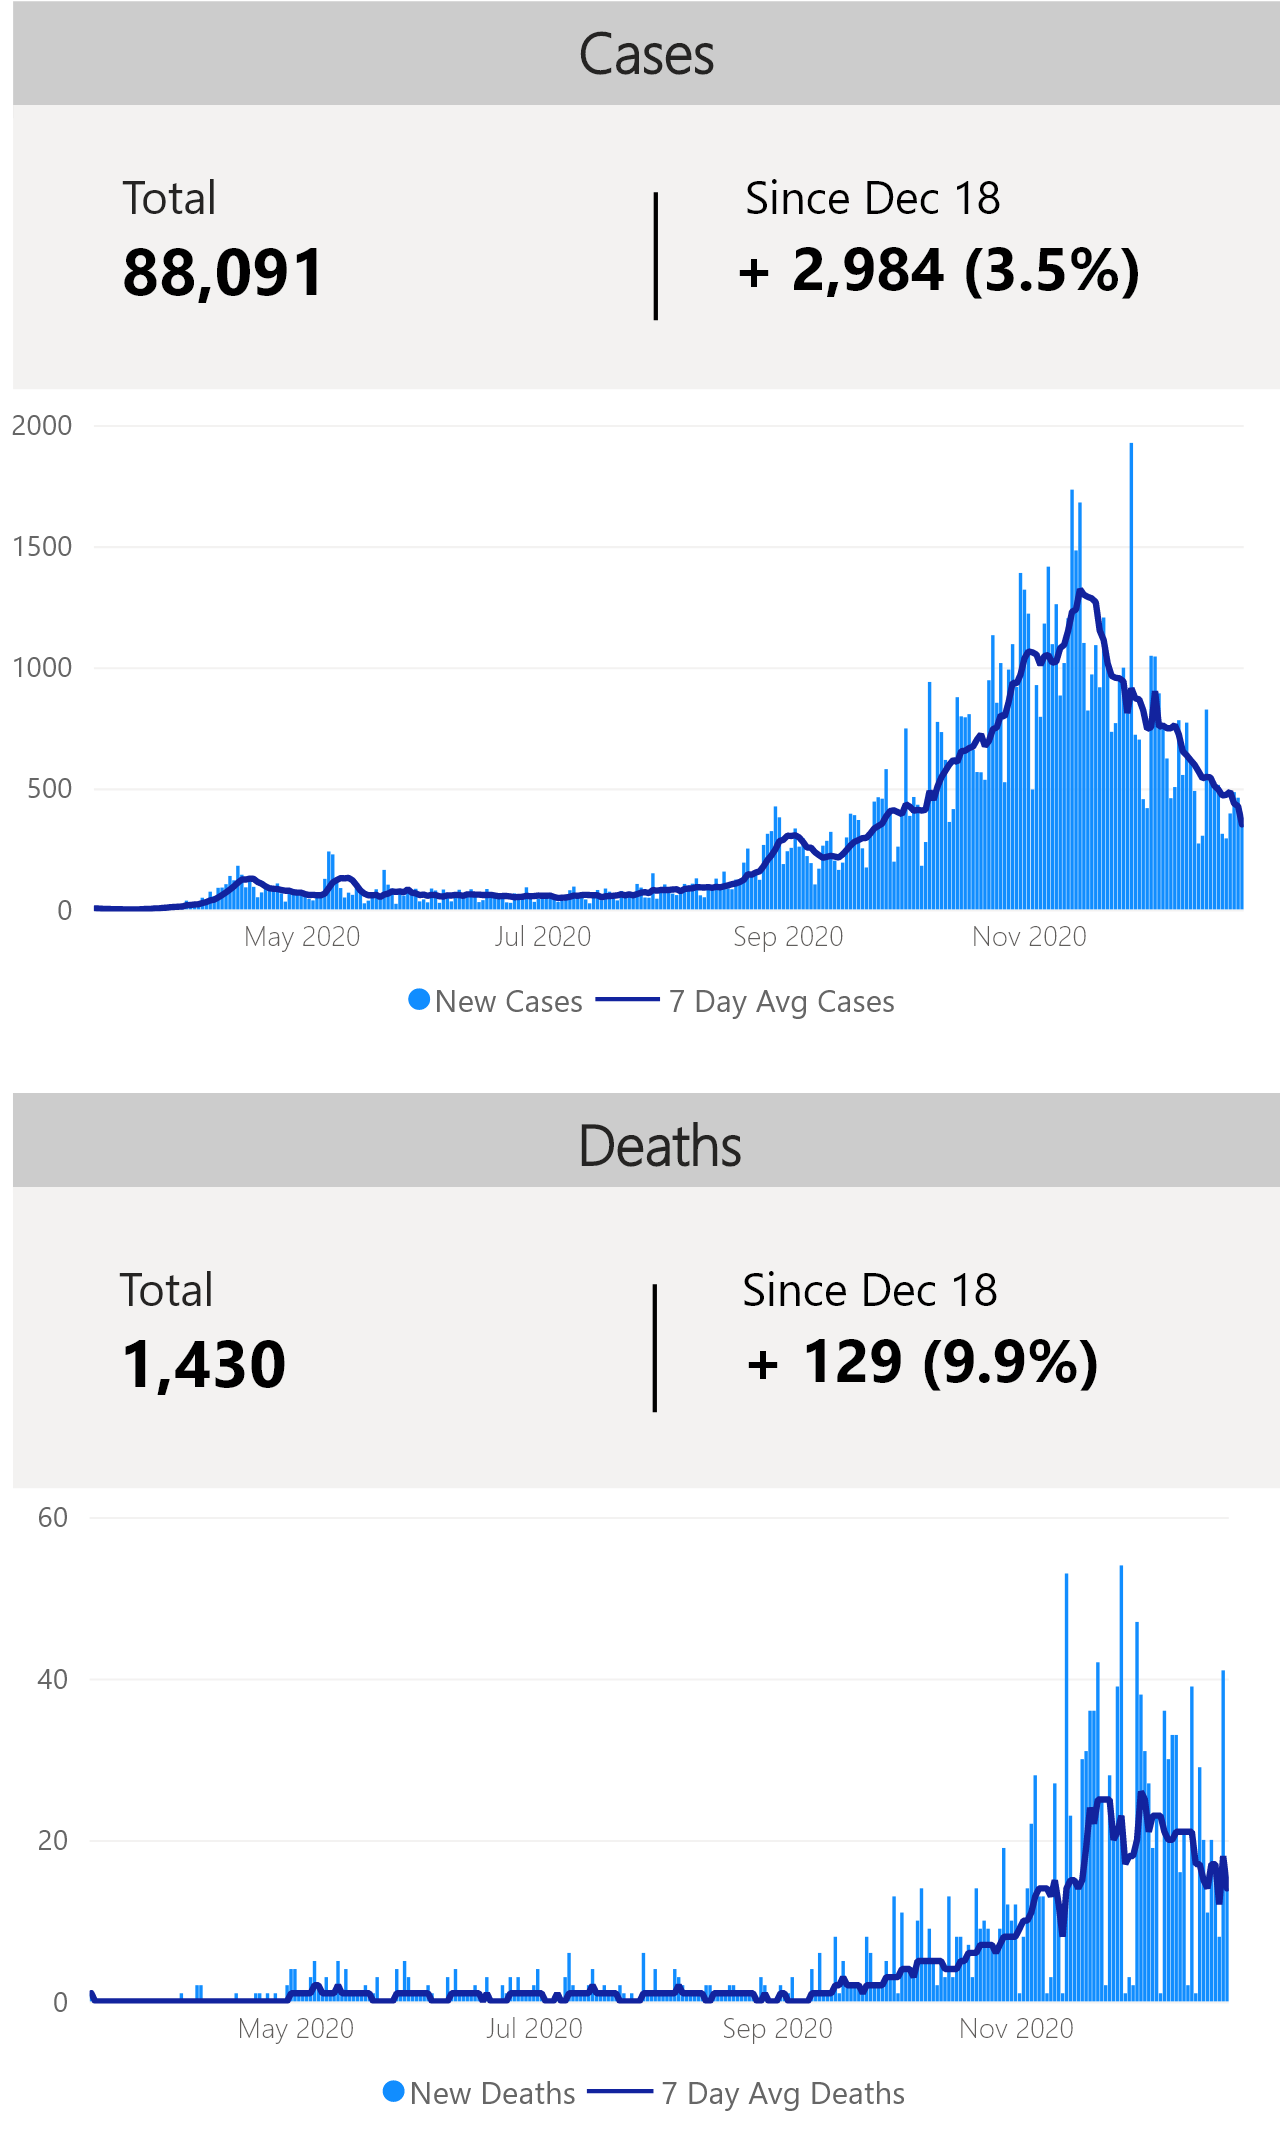 Cases
Total
Since Dec 18
88,091
+ 2,984 (3.5%)
2000
1500
1000
500
0
May 2020
Jul 2020
Sep 2020
Nov 2020
New Cases
7 Day Avg Cases
Deaths
Total
Since Dec 18
1,430
+ 129 (9.9%)
60
40
20
0
May 2020
Jul 2020
Sep 2020
Nov 2020
New Deaths
7 Day Avg Deaths